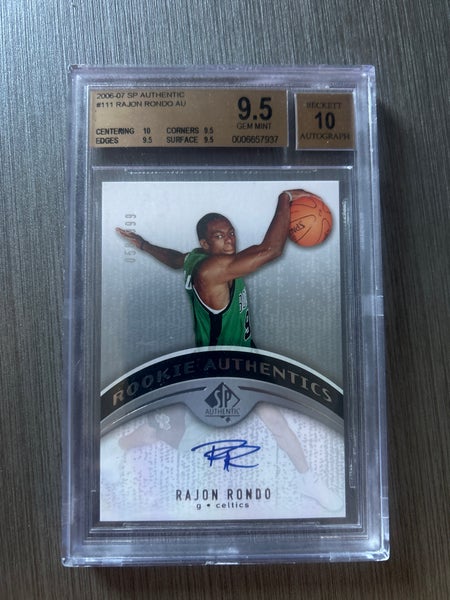 2006-07 SP AUTHENTIC
#111 RAJON RONDO AU
CENTERING 10 CORNERS 9.5
EDGES 9.5 SURFACE 9.5
9.5
GEM MINT
0006657937
BECKETT
10
AUTOGRAPH
ROOKIE AUTHENTICS
SP
AUTHENTIC
RR
RAJON RONDO
g • celtics